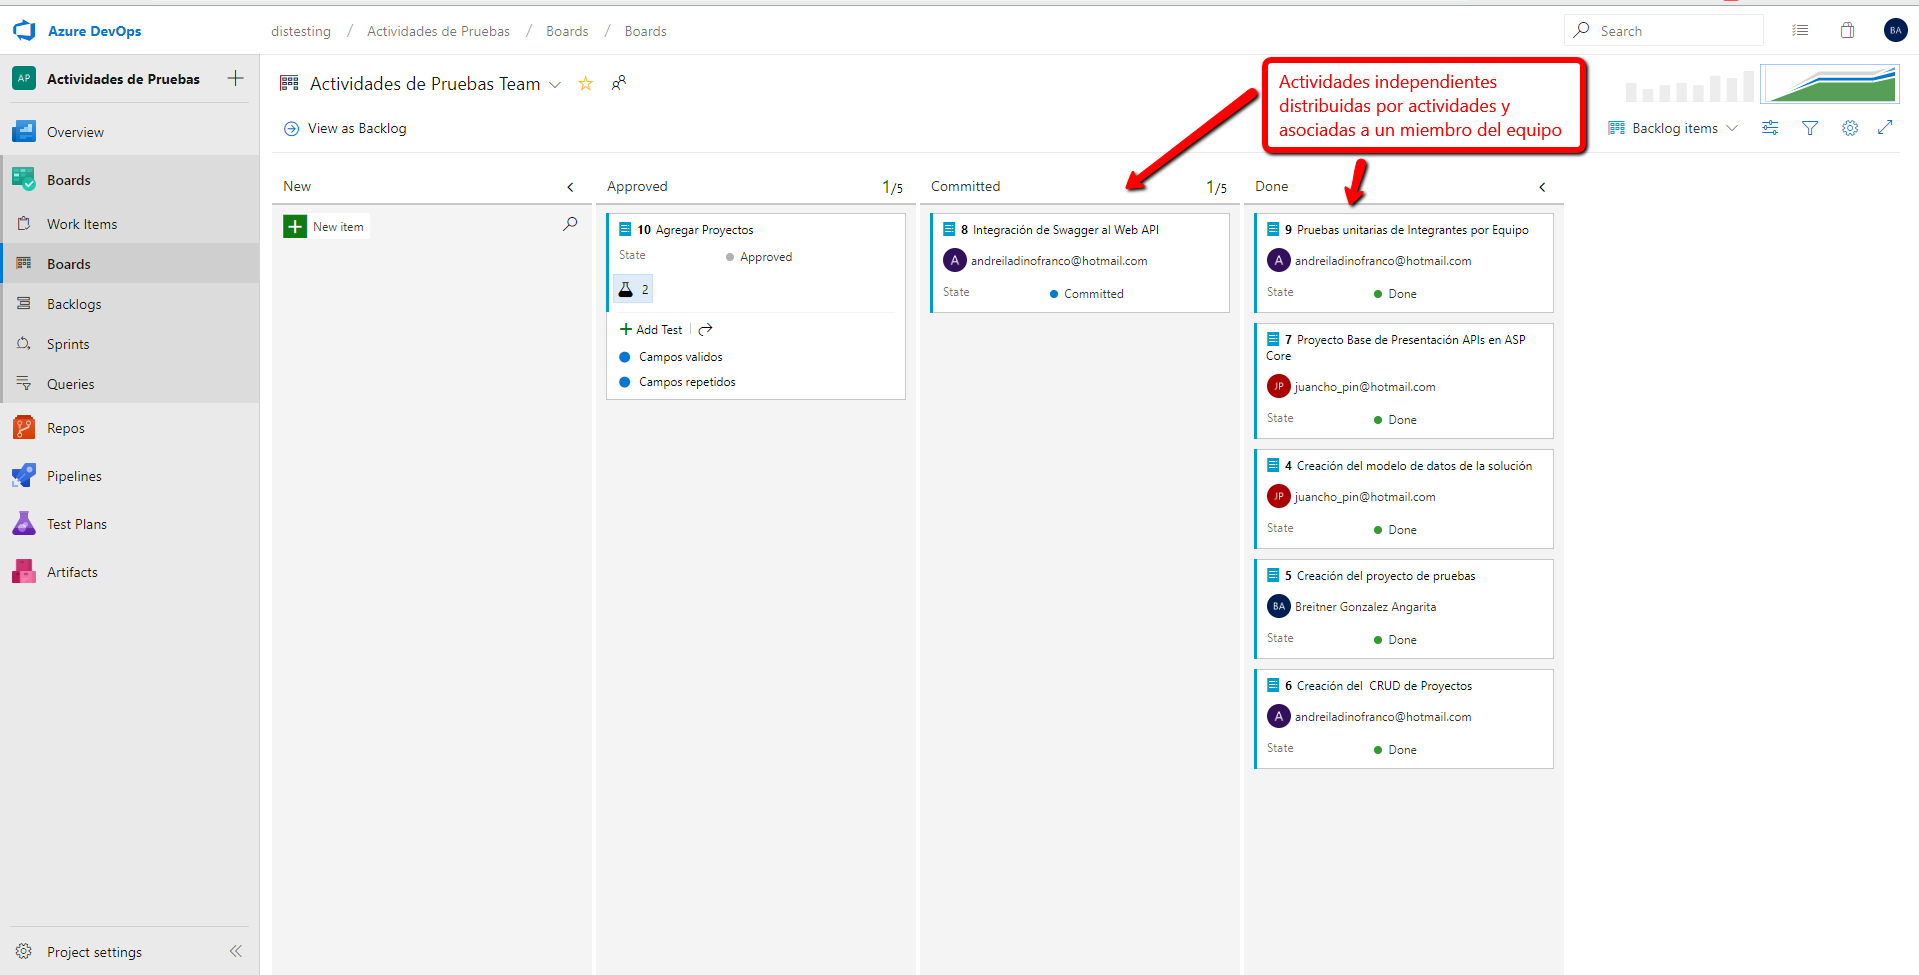 Azure DevOps
distesting / Actividades de Pruebas / Boards / Boards
Search
BA
AP Actividades de Pruebas
Overview
Boards
Work Items
Boards
Backlogs
Sprints
Queries
Repos
Pipelines
Test Plans
Artifacts
Project settings
Actividades de Pruebas Team
View as Backlog
Actividades independientes
distribuidas por actividades y
asociadas a un miembro del equipo
Backlog items
New
New item
Approved 1/5
10 Agregar Proyectos
State Approved
2
Add Test
Campos validos
Campos repetidos
Committed 1/5
8 Integración de Swagger al Web API
A andreiladinofranco@hotmail.com
State Committed
Done
9 Pruebas unitarias de Integrantes por Equipo
A andreiladinofranco@hotmail.com
State Done
7 Proyecto Base de Presentación APIs en ASP
Core
JP juancho_pin@hotmail.com
State Done
4 Creación del modelo de datos de la solución
JP juancho_pin@hotmail.com
State Done
5 Creación del proyecto de pruebas
BA Breitner Gonzalez Angarita
State Done
6 Creación del  CRUD de Proyectos
A andreiladinofranco@hotmail.com
State Done